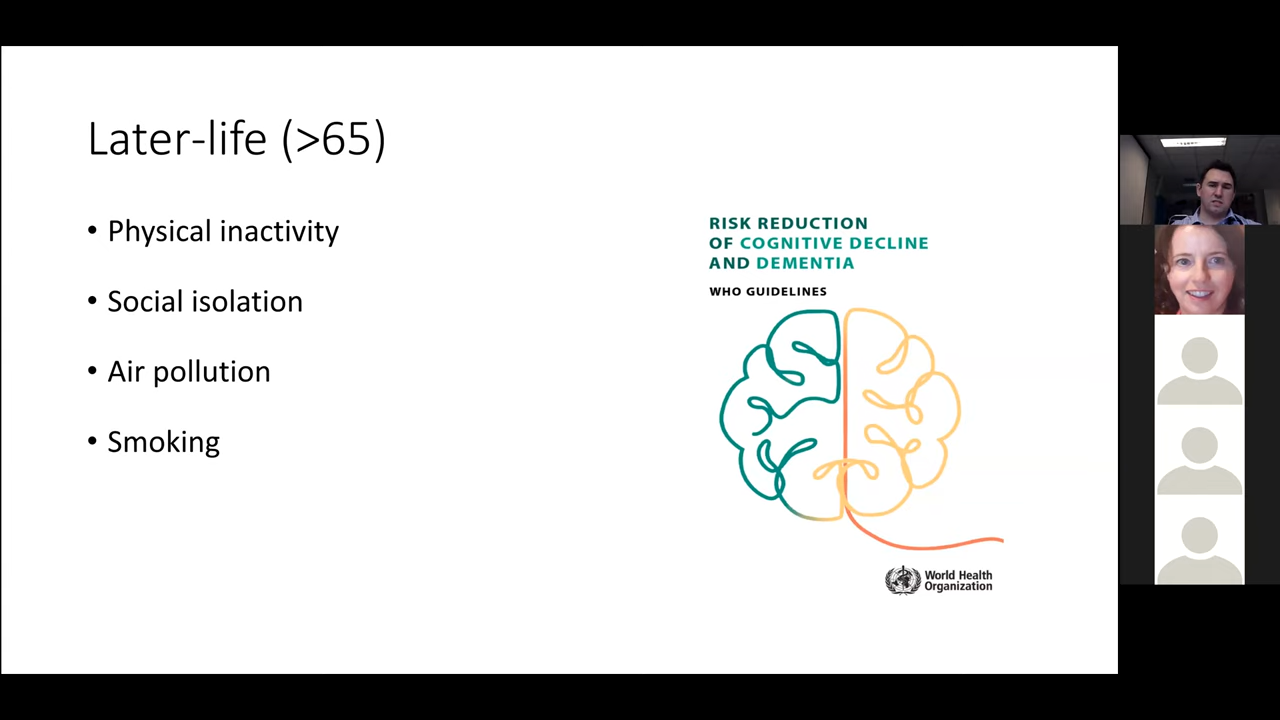 Later-life (>65)
• Physical inactivity
• Social isolation
• Air pollution
• Smoking
RISK REDUCTION
OF COGNITIVE DECLINE
AND DEMENTIA
WHO GUIDELINES
World Health
Organization